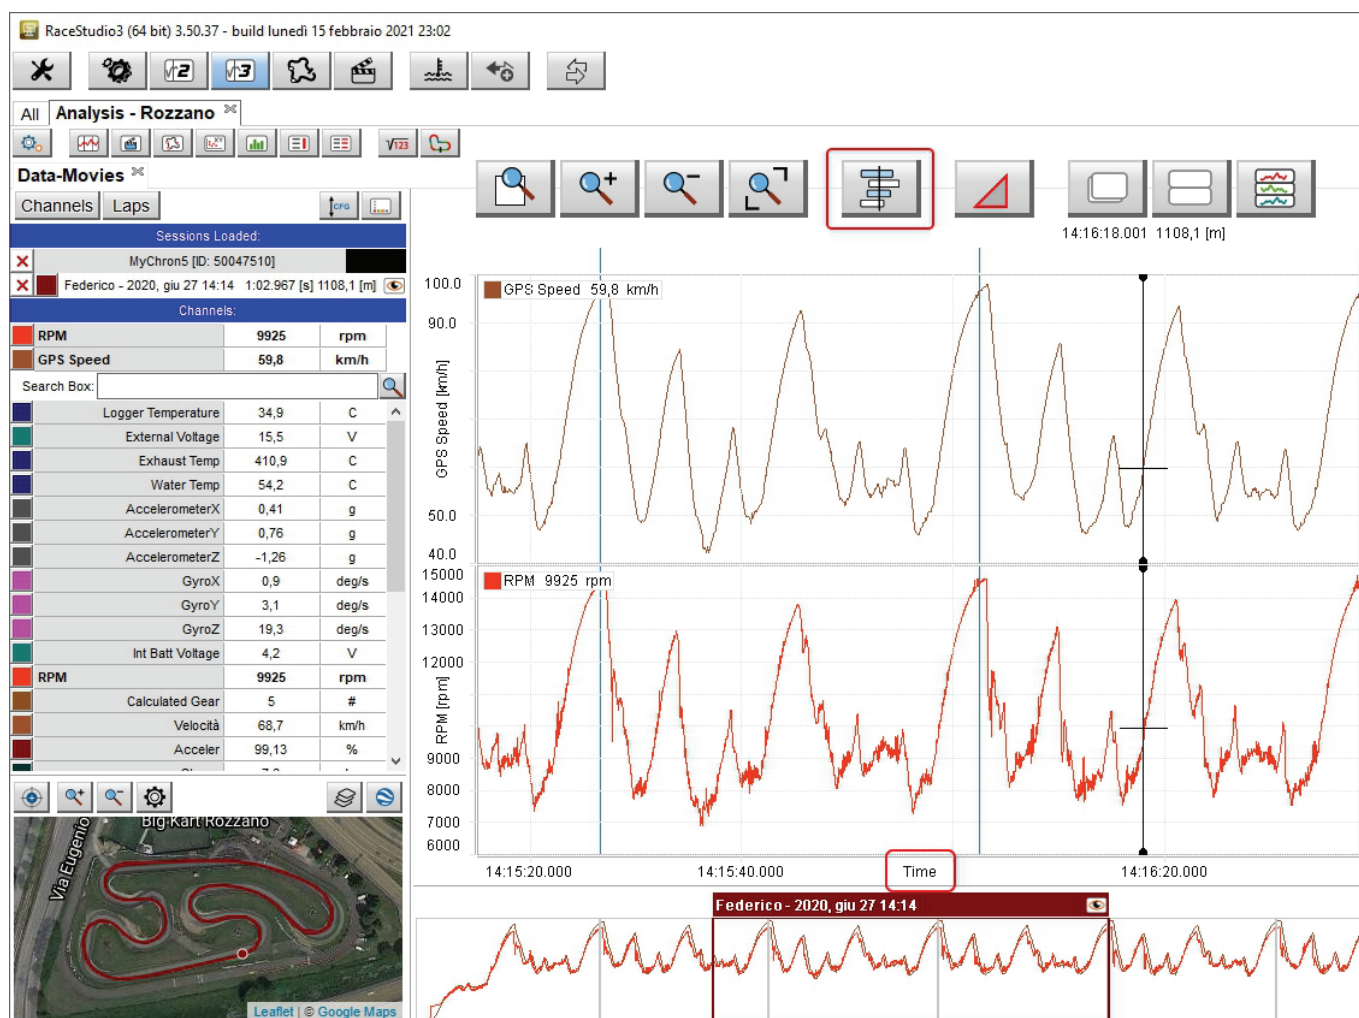 RaceStudio3 (64 bit) 3.50.37 - build lunedì 15 febbraio 2021 23:02
All Analysis - Rozzano
Data-Movies
Channels Laps CFG
Sessions Loaded:
MyChron5 [ID: 50047510]
Federico - 2020, giu 27 14:14 1:02.967 [s] 1108,1 [m]
Channels:
RPM 9925 rpm
GPS Speed 59,8 km/h
Search Box:
Logger Temperature 34,9 C
External Voltage 15,5 V
Exhaust Temp 410,9 C
Water Temp 54,2 C
AccelerometerX 0,41 g
AccelerometerY 0,76 g
AccelerometerZ -1,26 g
GyroX 0,9 deg/s
GyroY 3,1 deg/s
GyroZ 19,3 deg/s
Int Batt Voltage 4,2 V
RPM 9925 rpm
Calculated Gear 5 #
Velocità 68,7 km/h
Acceler 99,13 %
Big Kart Rozzano
Via Eugenio
Leaflet | © Google Maps
14:16:18.001 1108,1 [m]
GPS Speed 59,8 km/h
100.0
90.0
50.0
40.0
GPS Speed [km/h]
RPM 9925 rpm
15000
14000
13000
12000
9000
8000
7000
6000
RPM [rpm]
14:15:20.000 14:15:40.000 Time 14:16:20.000
Federico - 2020, giu 27 14:14